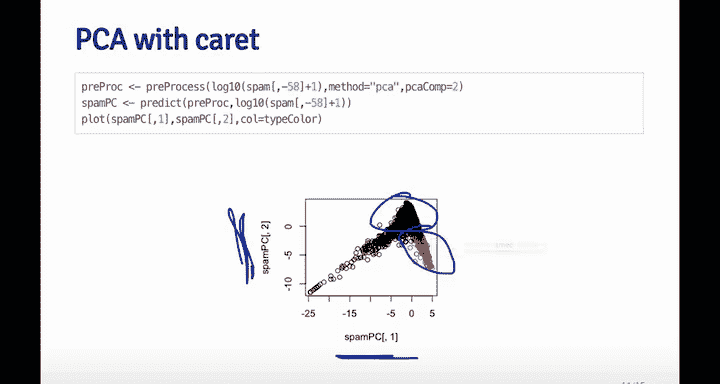 PCA with caret
preProc <- preProcess(log10(spam[,-58]+1),method="pca",pcaComp=2)
spamPC <- predict(preProc,log10(spam[,-58]+1))
plot(spamPC[,1],spamPC[,2],col=typeColor)
spamPC[, 2]
0
-5
-10
-25 -15 -5 0 5
spamPC[, 1]